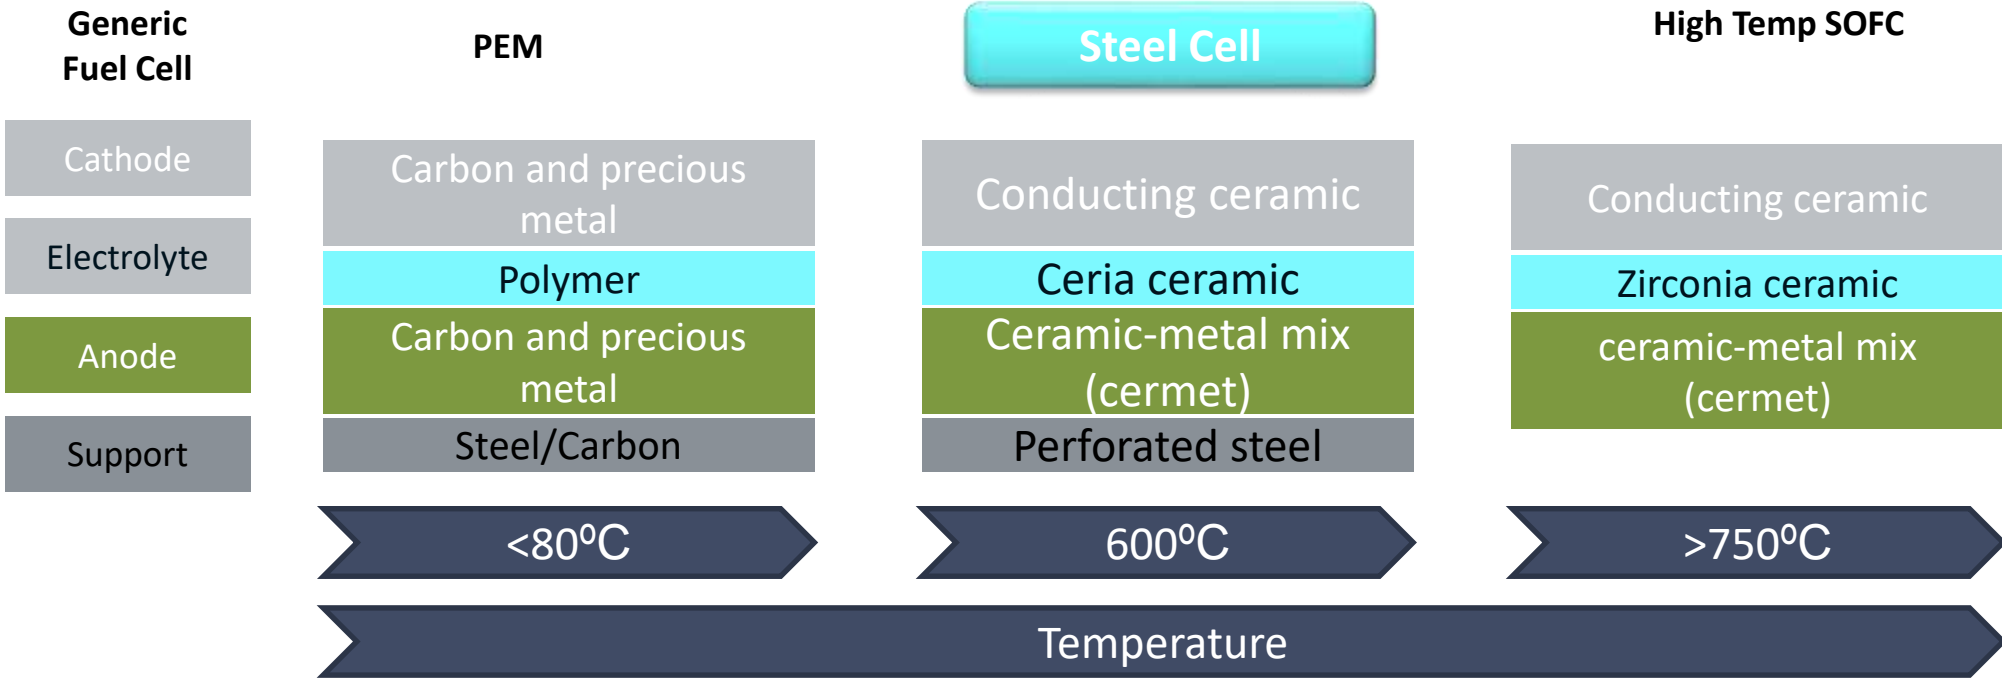 Generic
Fuel Cell
PEM
Steel Cell
High Temp SOFC
Cathode
Electrolyte
Anode
Support
Carbon and precious
metal
Polymer
Carbon and precious
metal
Steel/Carbon
<80⁰C
Conducting ceramic
Ceria ceramic
Ceramic-metal mix
(cermet)
Perforated steel
600⁰C
Conducting ceramic
Zirconia ceramic
ceramic-metal mix
(cermet)
>750⁰C
Temperature